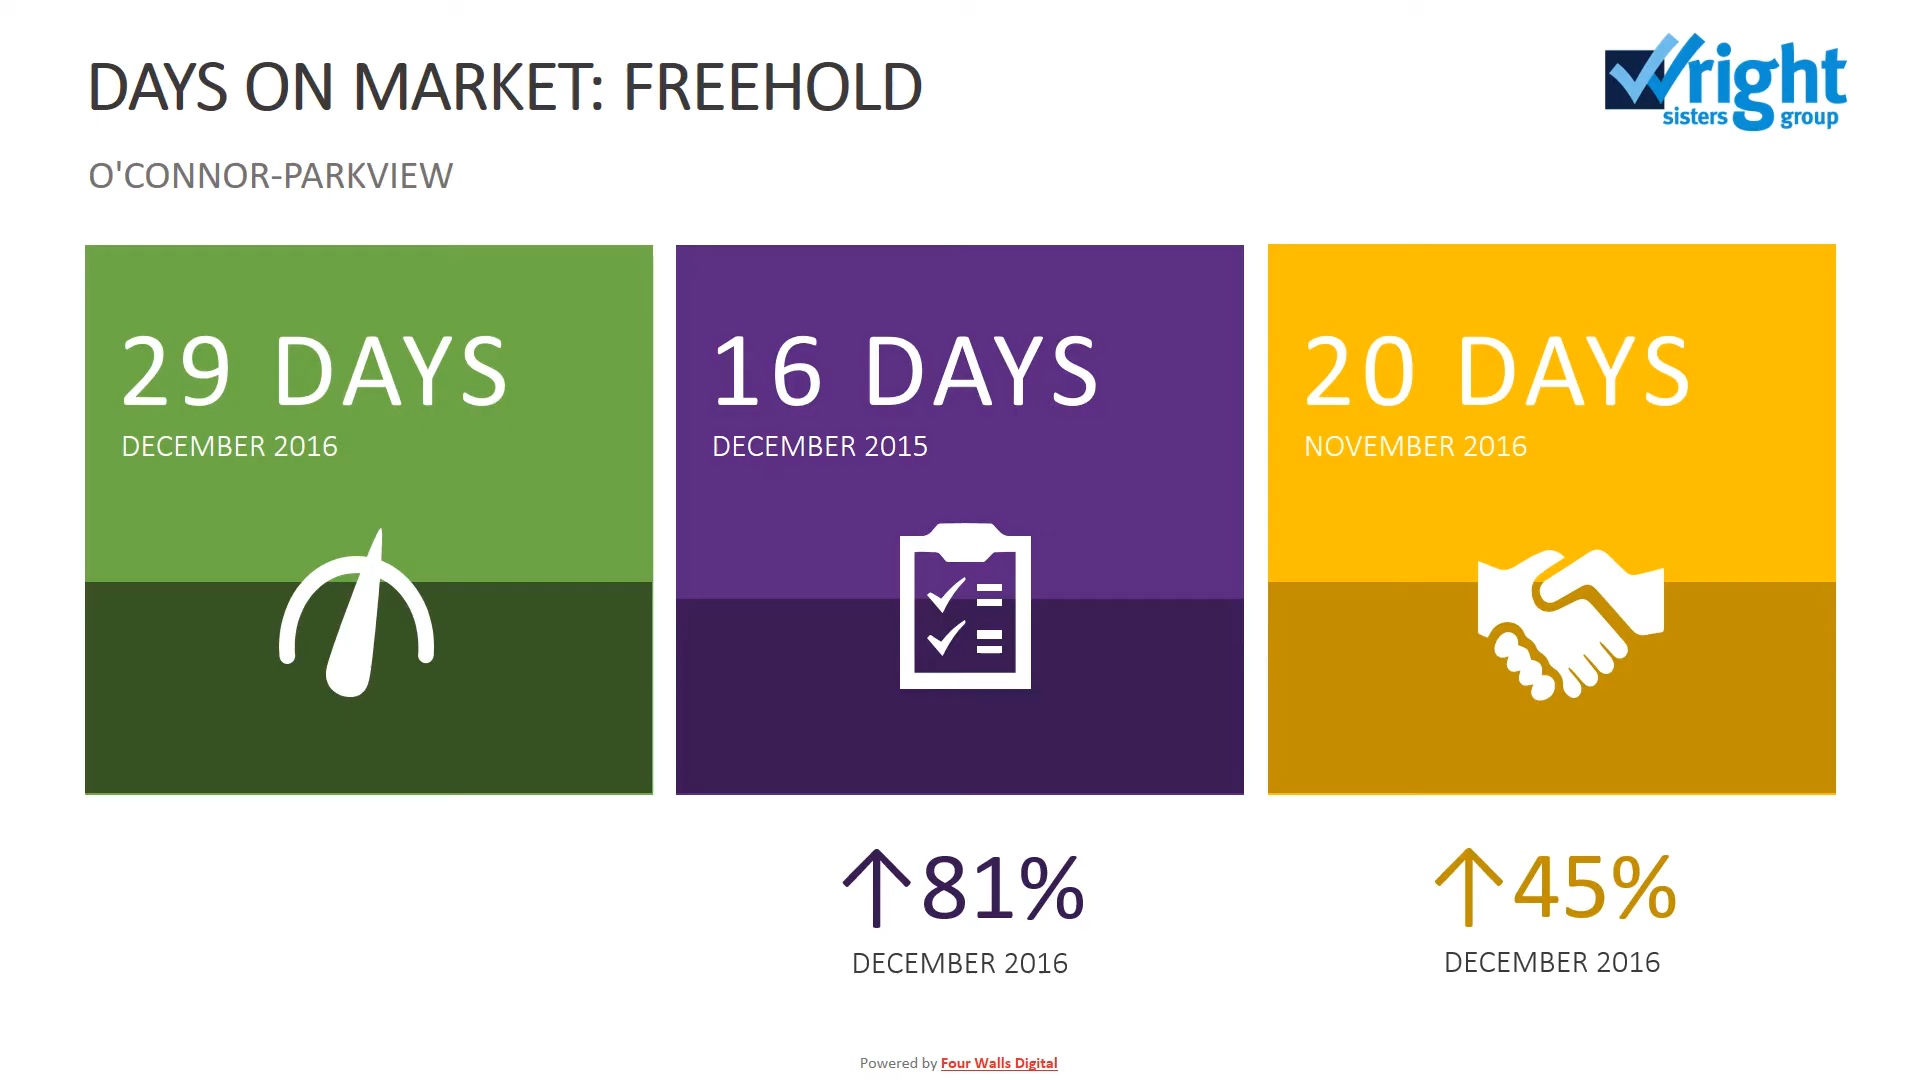 DAYS ON MARKET: FREEHOLD
Wright
sisters group
O'CONNOR-PARKVIEW
29 DAYS
DECEMBER 2016
16 DAYS
DECEMBER 2015
20 DAYS
NOVEMBER 2016
↑81%
DECEMBER 2016
↑45%
DECEMBER 2016
Powered by Four Walls Digital